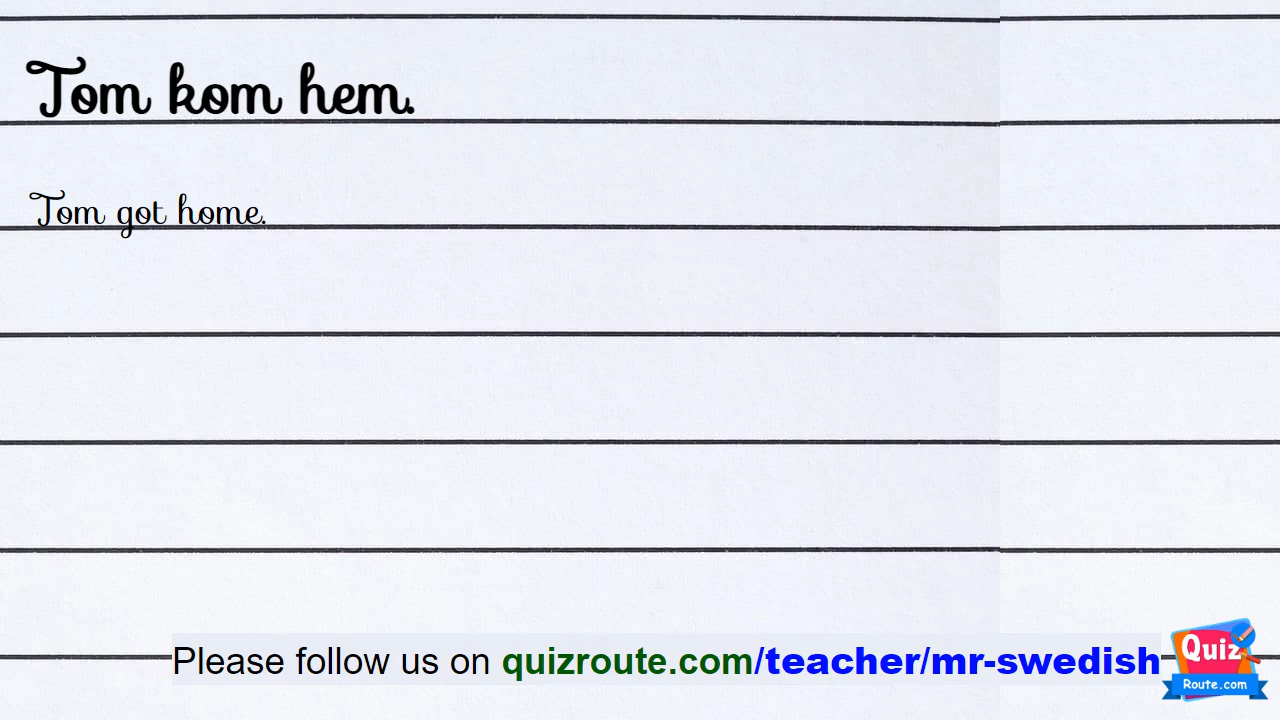 Tom kom hem.
Tom got home.
Please follow us on quizroute.com/teacher/mr-swedish
Quiz
Route.com